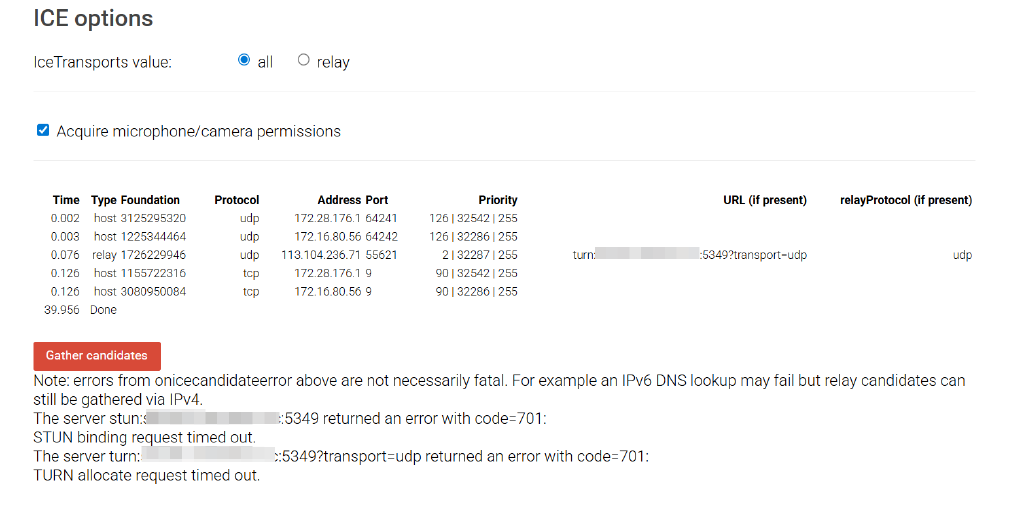 ICE options
IceTransports value: all relay
Acquire microphone/camera permissions
Time Type Foundation Protocol Address Port Priority URL (if present) relayProtocol (if present)
0.002 host 3125295320 udp 172.28.176.1 64241 126 | 32542 | 255
0.003 host 1225344464 udp 172.16.80.56 64242 126 | 32286 | 255
0.076 relay 1726229946 udp 113.104.236.71 55621 2 | 32287 | 255 turn: :5349?transport=udp udp
0.126 host 1155722316 tcp 172.28.176.1 9 90 | 32542 | 255
0.126 host 3080950084 tcp 172.16.80.56 9 90 | 32286 | 255
39.956 Done
Gather candidates
Note: errors from onicecandidateerror above are not necessarily fatal. For example an IPv6 DNS lookup may fail but relay candidates can
still be gathered via IPv4.
The server stun: :5349 returned an error with code=701:
STUN binding request timed out.
The server turn: :5349?transport=udp returned an error with code=701:
TURN allocate request timed out.